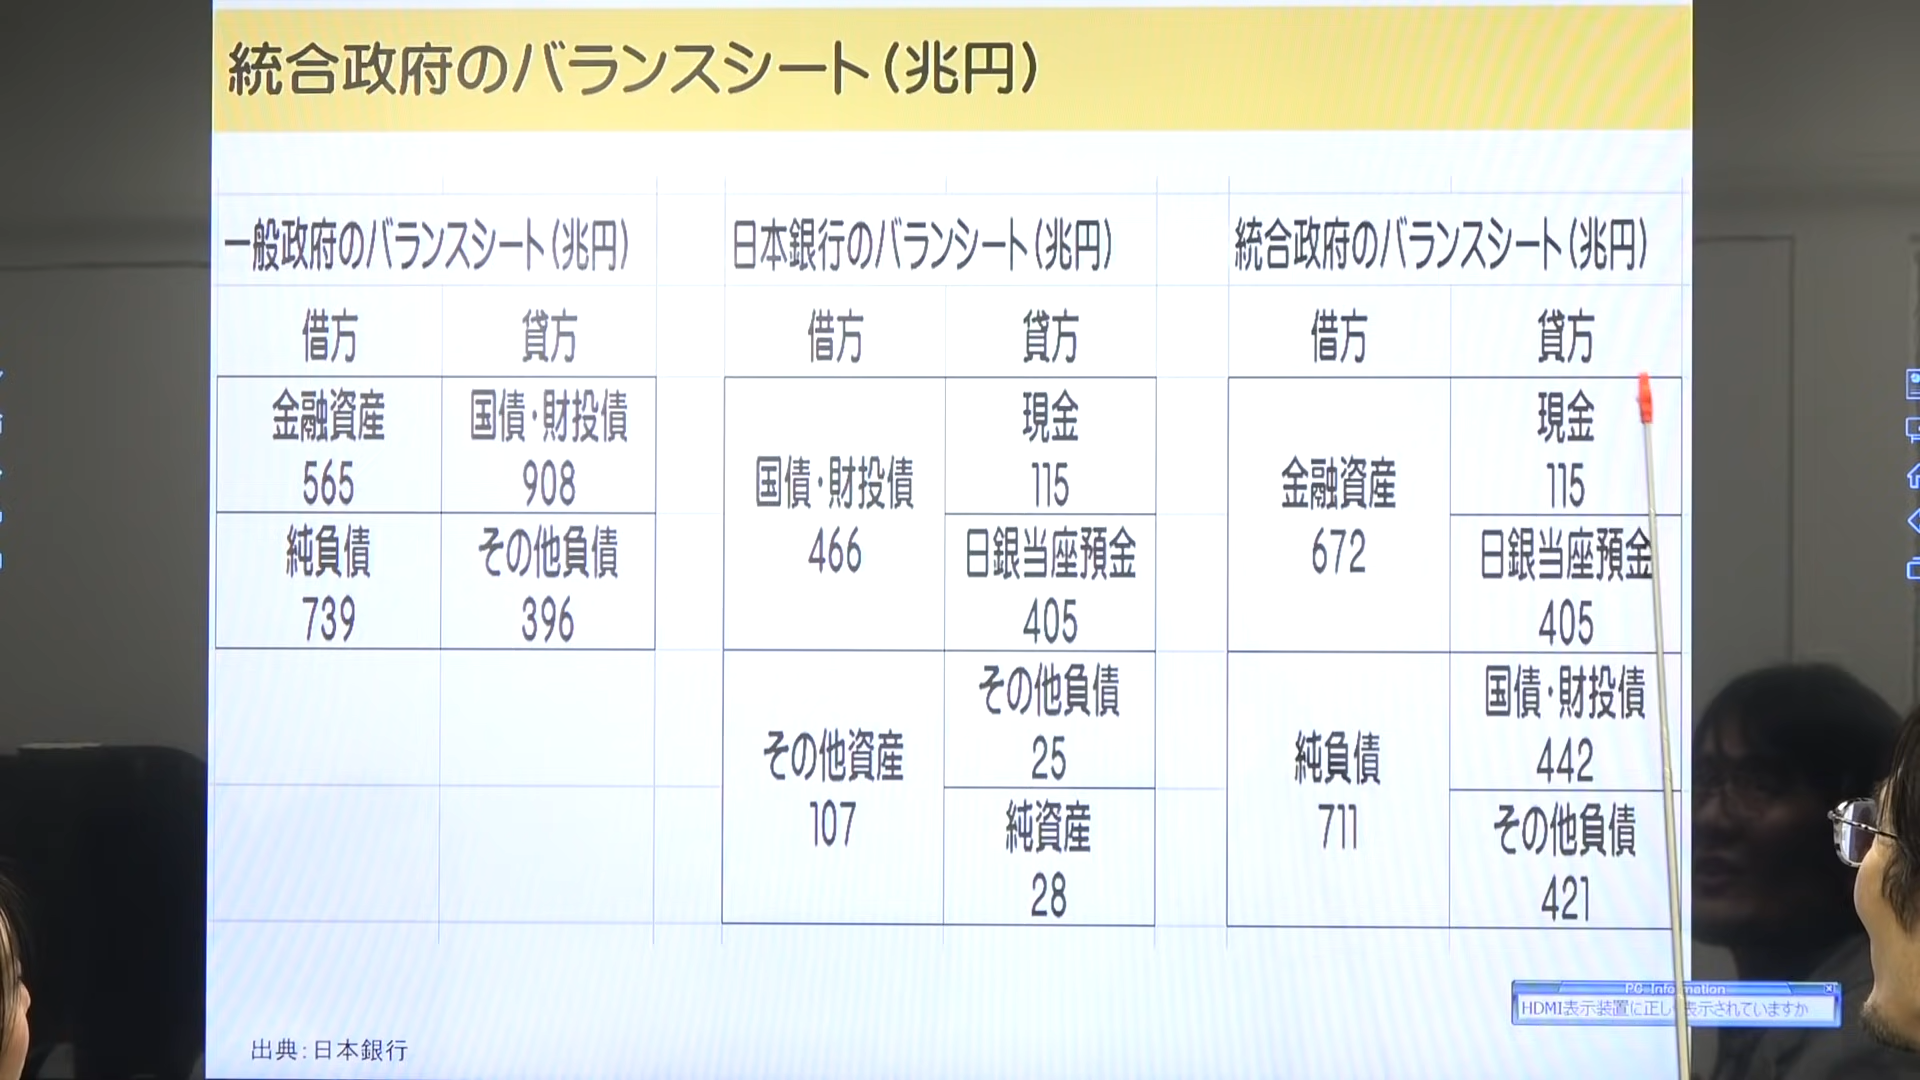 統合政府のバランスシート(兆円)
一般政府のバランスシート(兆円)
借方 貸方
金融資産 国債・財投債
565 908
純負債 その他負債
739 396
日本銀行のバランシート(兆円)
借方 貸方
国債・財投債
466
現金
115
日銀当座預金
405
その他資産
107
その他負債
25
純資産
28
統合政府のバランスシート(兆円)
借方 貸方
金融資産
672
現金
115
日銀当座預金
405
純負債
711
国債・財投債
442
その他負債
421
PC Information
HDMI表示装置に正しく表示されていますか
出典:日本銀行